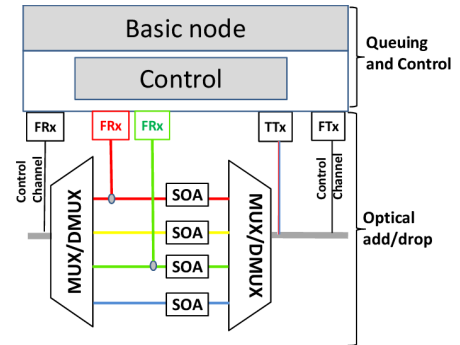 Basic node
Control
Queuing
and Control
FRx
FRx
FRx
TTx
FTx
Control
Channel
Control
Channel
MUX/DMUX
SOA
SOA
SOA
SOA
MUX/DMUX
Optical
add/drop